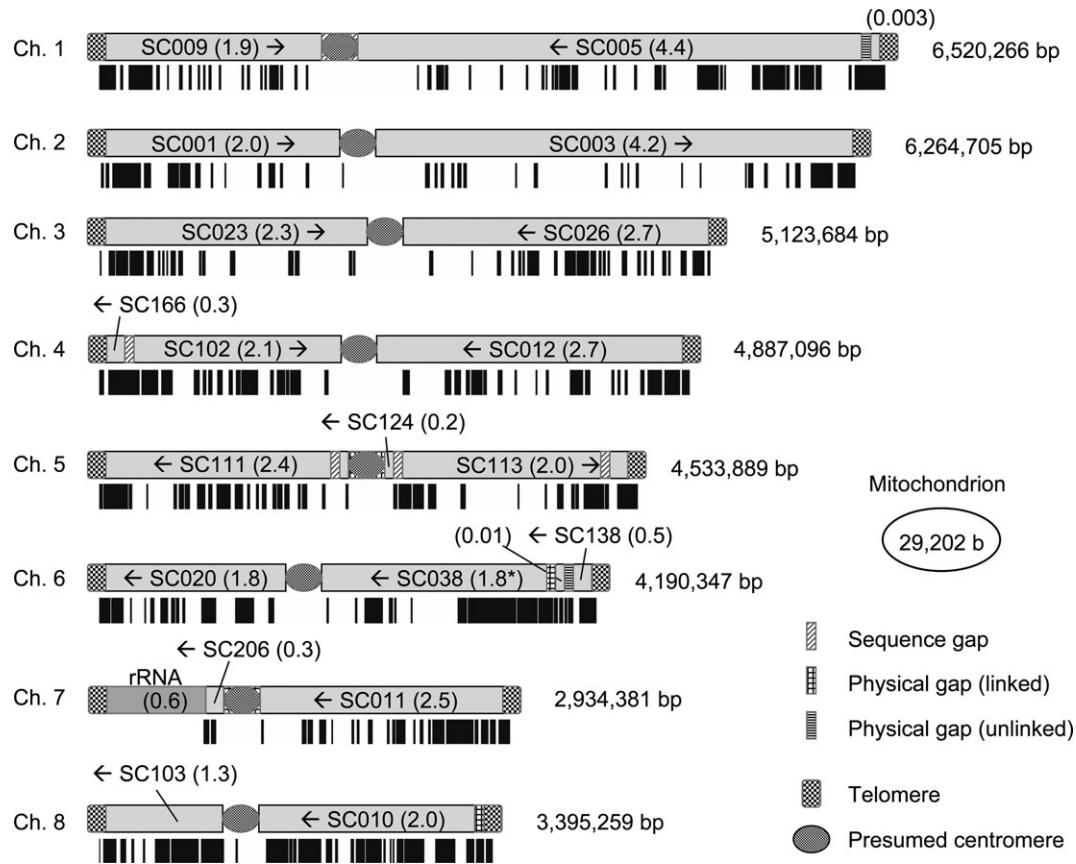 (0.003)
Ch. 1 SC009 (1.9) → ← SC005 (4.4) 6,520,266 bp
Ch. 2 SC001 (2.0) → SC003 (4.2) → 6,264,705 bp
Ch. 3 SC023 (2.3) → ← SC026 (2.7) 5,123,684 bp
← SC166 (0.3)
Ch. 4 SC102 (2.1) → ← SC012 (2.7) 4,887,096 bp
← SC124 (0.2)
Ch. 5 ← SC111 (2.4) SC113 (2.0) → 4,533,889 bp
Mitochondrion
29,202 b
(0.01) ← SC138 (0.5)
Ch. 6 ← SC020 (1.8) ← SC038 (1.8*) 4,190,347 bp
← SC206 (0.3)
rRNA
Ch. 7 (0.6) ← SC011 (2.5) 2,934,381 bp
← SC103 (1.3)
Ch. 8 ← SC010 (2.0) 3,395,259 bp
Sequence gap
Physical gap (linked)
Physical gap (unlinked)
Telomere
Presumed centromere